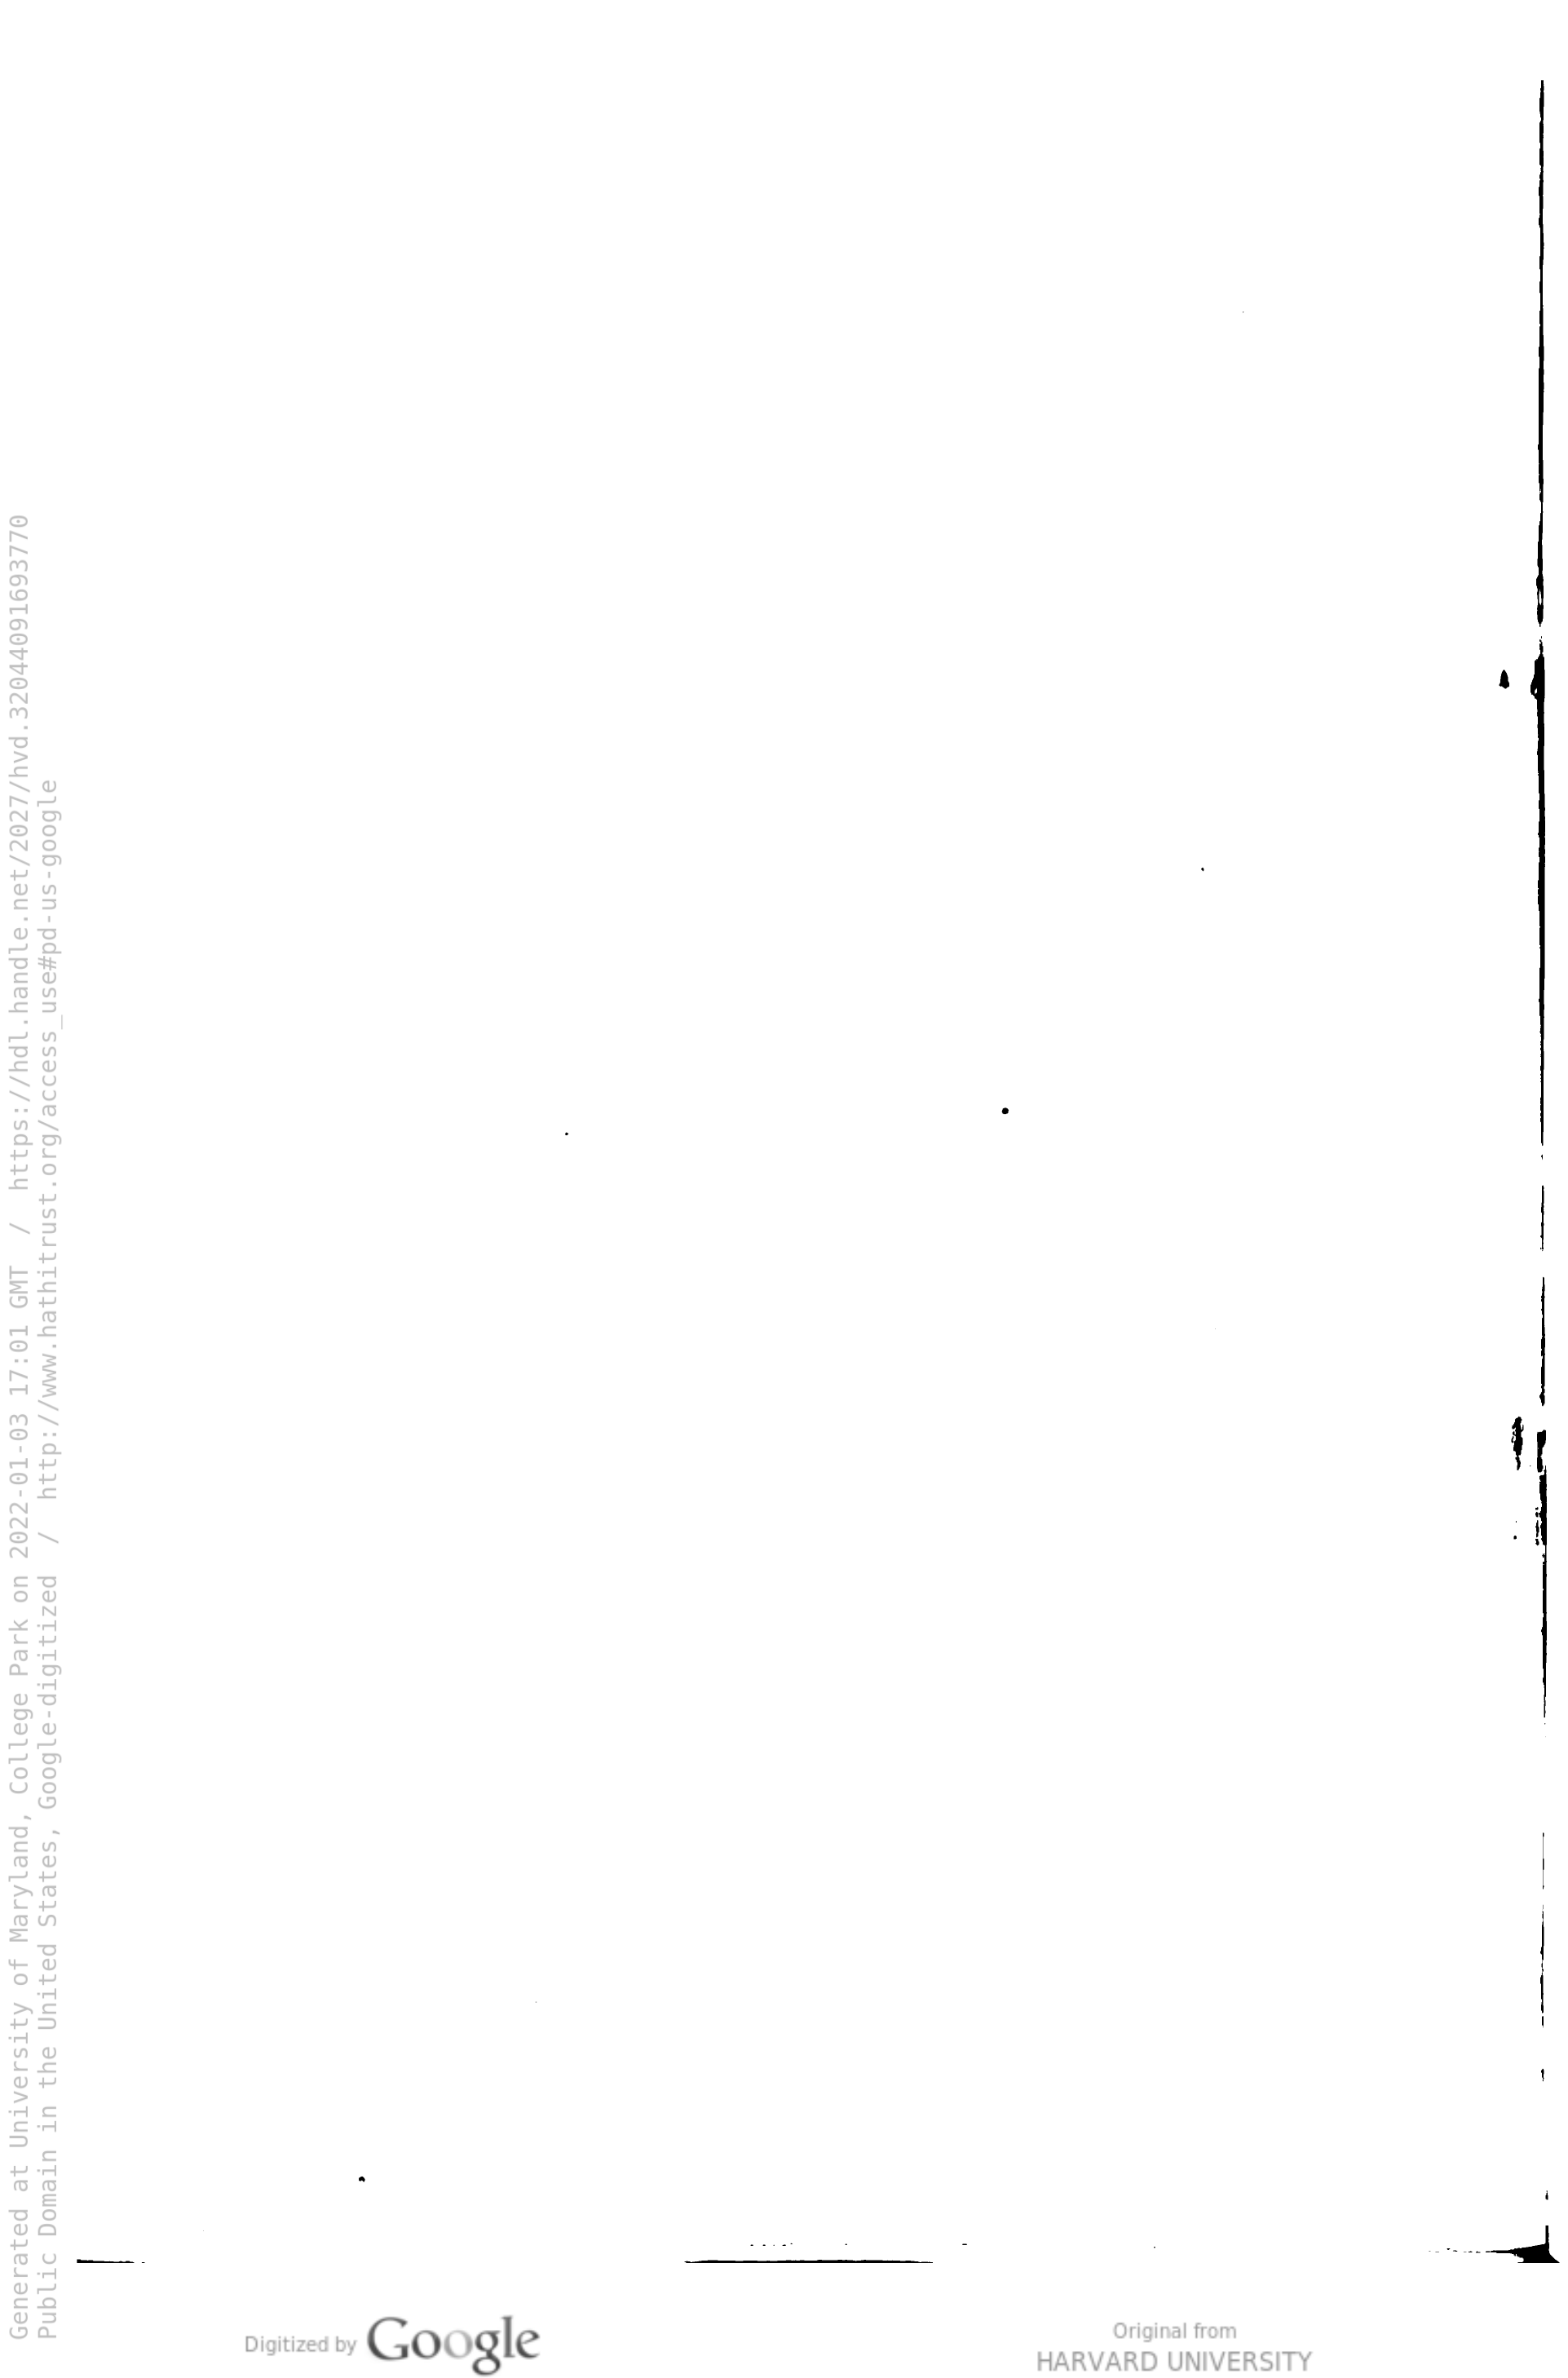 Generated at University of Maryland, College Park on 2022-01-03 17:01 GMT / https://hdl.handle.net/2027/hvd.32044091693770
Public Domain in the United States, Google-digitized / http://www.hathitrust.org/access_use#pd-us-google
Digitized by Google
Original from
HARVARD UNIVERSITY